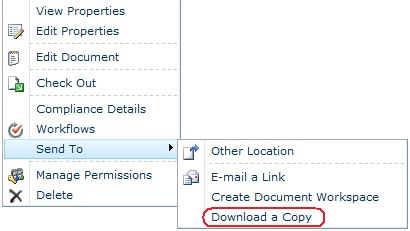 View Properties
Edit Properties
Edit Document
Check Out
Compliance Details
Workflows
Send To
Manage Permissions
Delete
Other Location
E-mail a Link
Create Document Workspace
Download a Copy